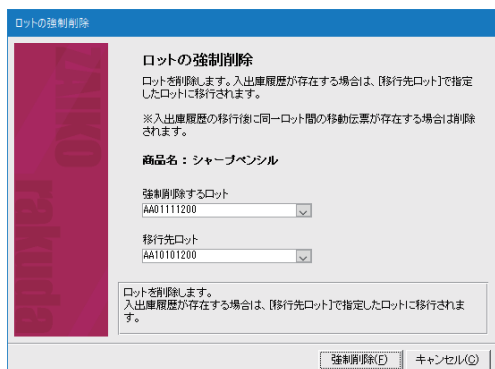 ロットの強制削除
TAIKO
rakuda
ロットの強制削除
ロットを削除します。入出庫履歴が存在する場合は、[移行先ロット]で指定
したロットに移行されます。
※入出庫履歴の移行後に同一ロット間の移動伝票が存在する場合は削除
されます。
商品名：シャープペンシル
強制削除するロット
AA01111200
移行先ロット
AA10101200
ロットを削除します。
入出庫履歴が存在する場合は、[移行先ロット]で指定したロットに移行されま
す。
強制削除(F)
キャンセル(C)